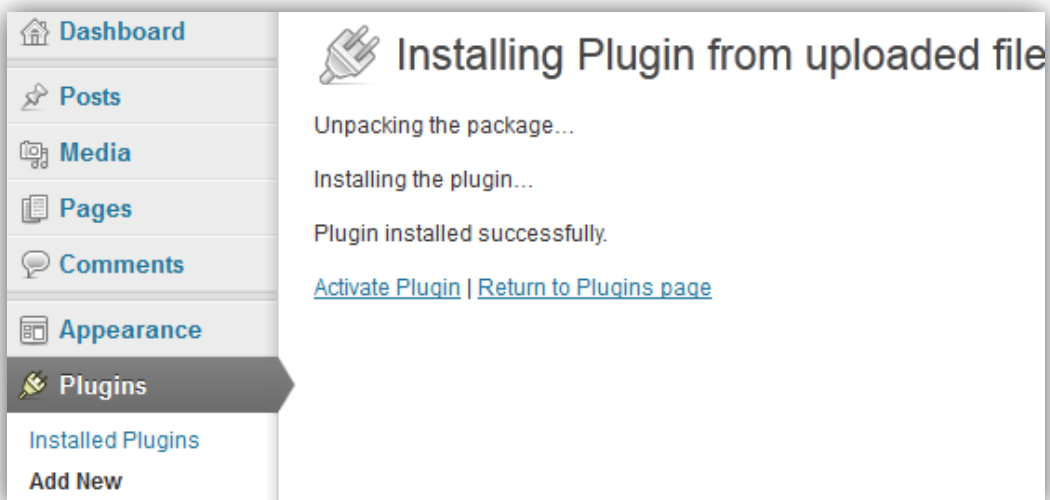 Dashboard
Posts
Media
Pages
Comments
Appearance
Plugins
Installed Plugins
Add New
Installing Plugin from uploaded file
Unpacking the package…
Installing the plugin…
Plugin installed successfully.
Activate Plugin | Return to Plugins page